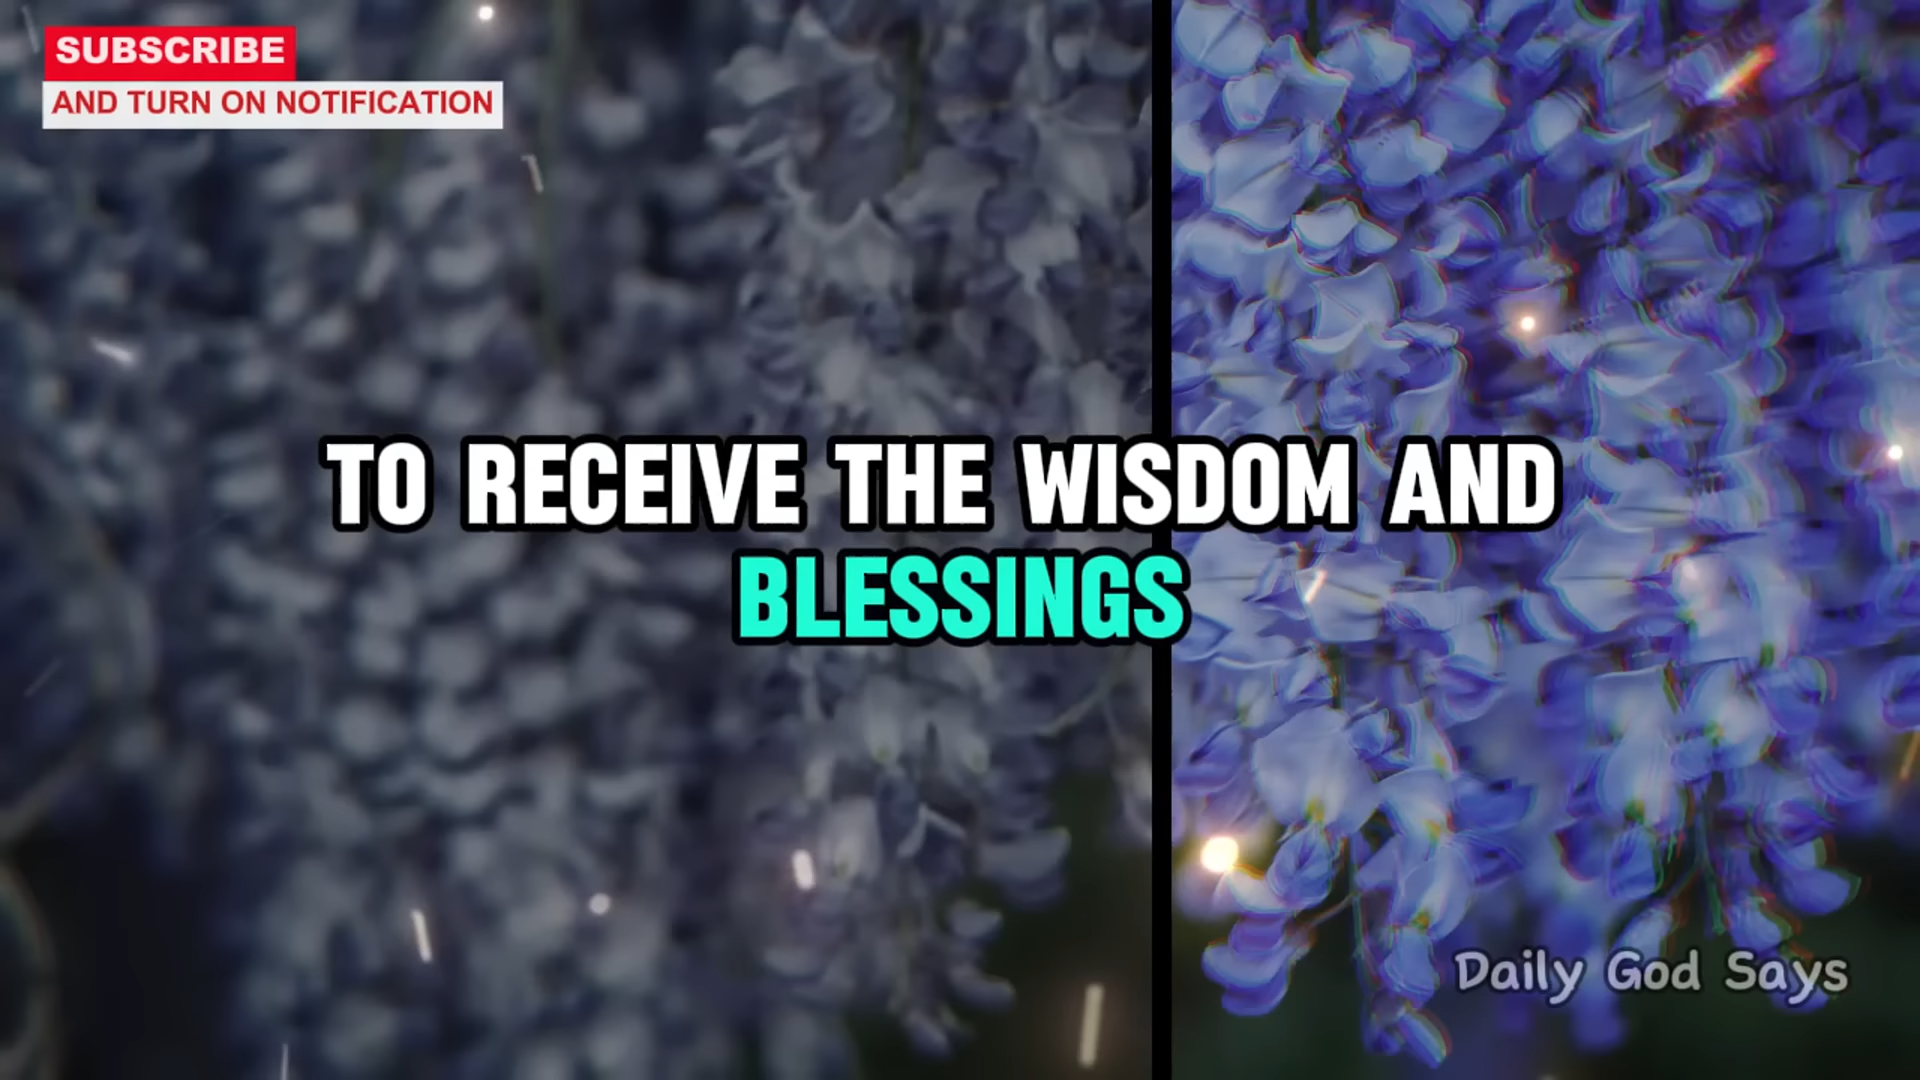 SUBSCRIBE
AND TURN ON NOTIFICATION
TO RECEIVE THE WISDOM AND
BLESSINGS
Daily God Says